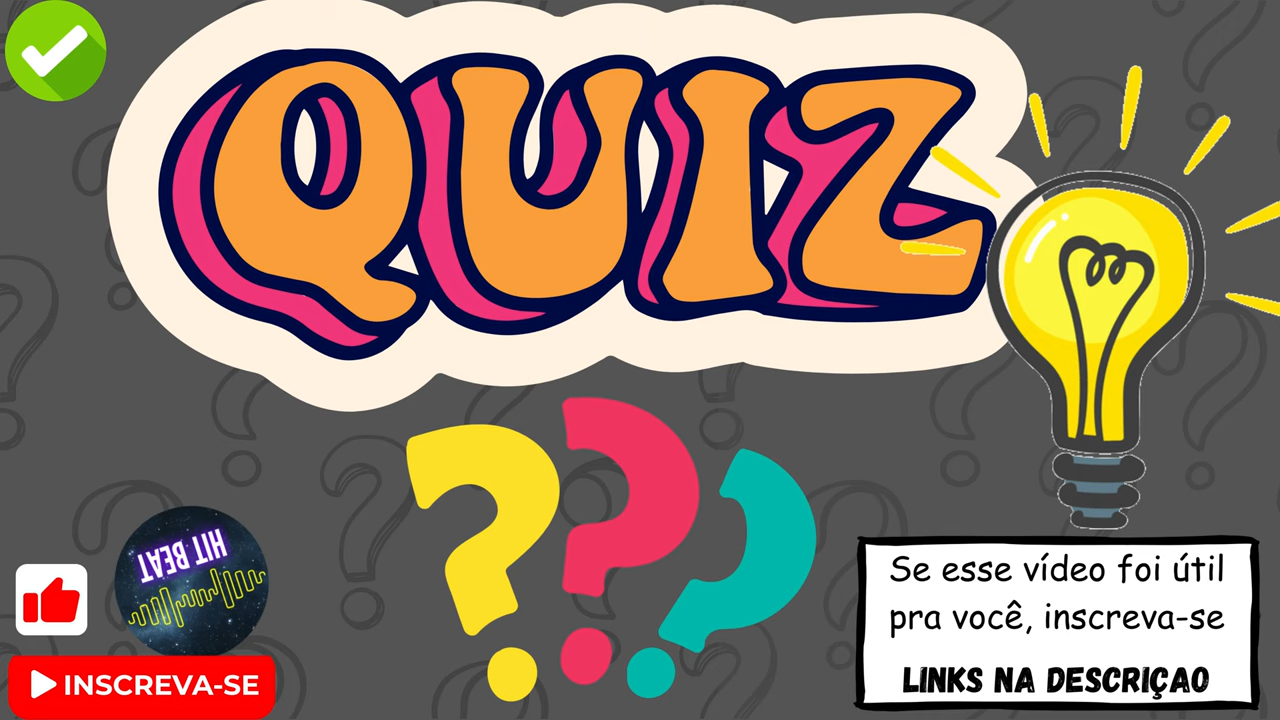 QUIZ
HIT BEAT
INSCREVA-SE
Se esse vídeo foi útil
pra você, inscreva-se
LINKS NA DESCRIÇAO